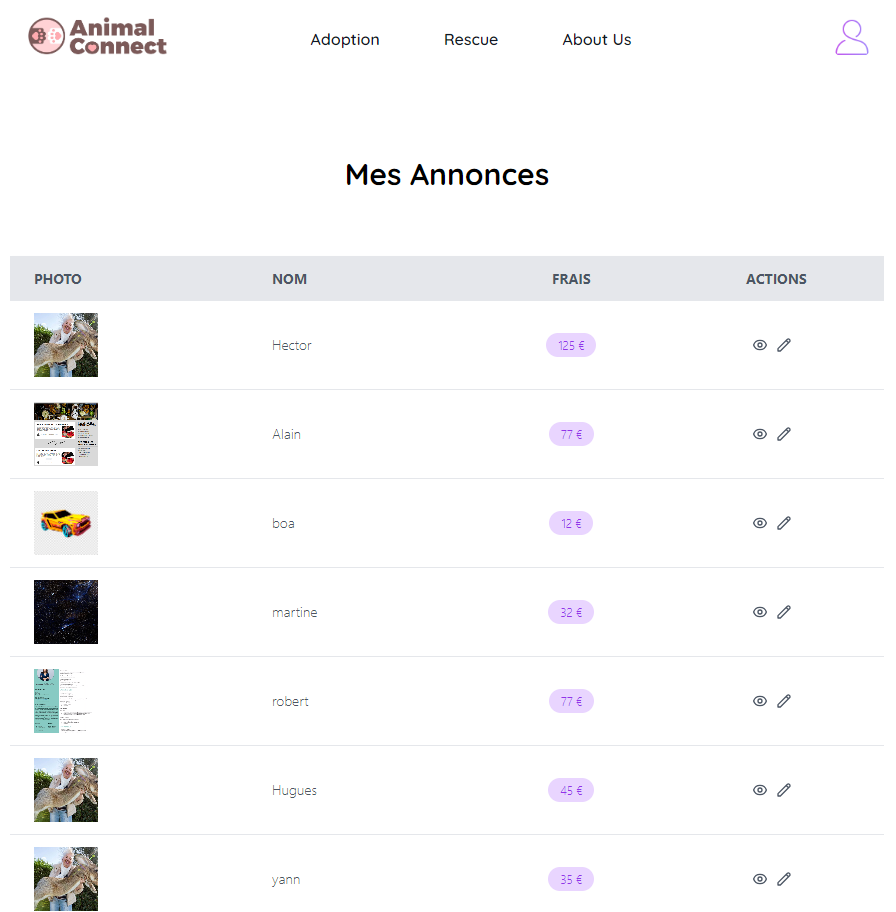 Animal
Connect
Adoption Rescue About Us
Mes Annonces
PHOTO NOM FRAIS ACTIONS
Hector 125 €
Alain 77 €
boa 12 €
martine 32 €
robert 77 €
Hugues 45 €
yann 35 €